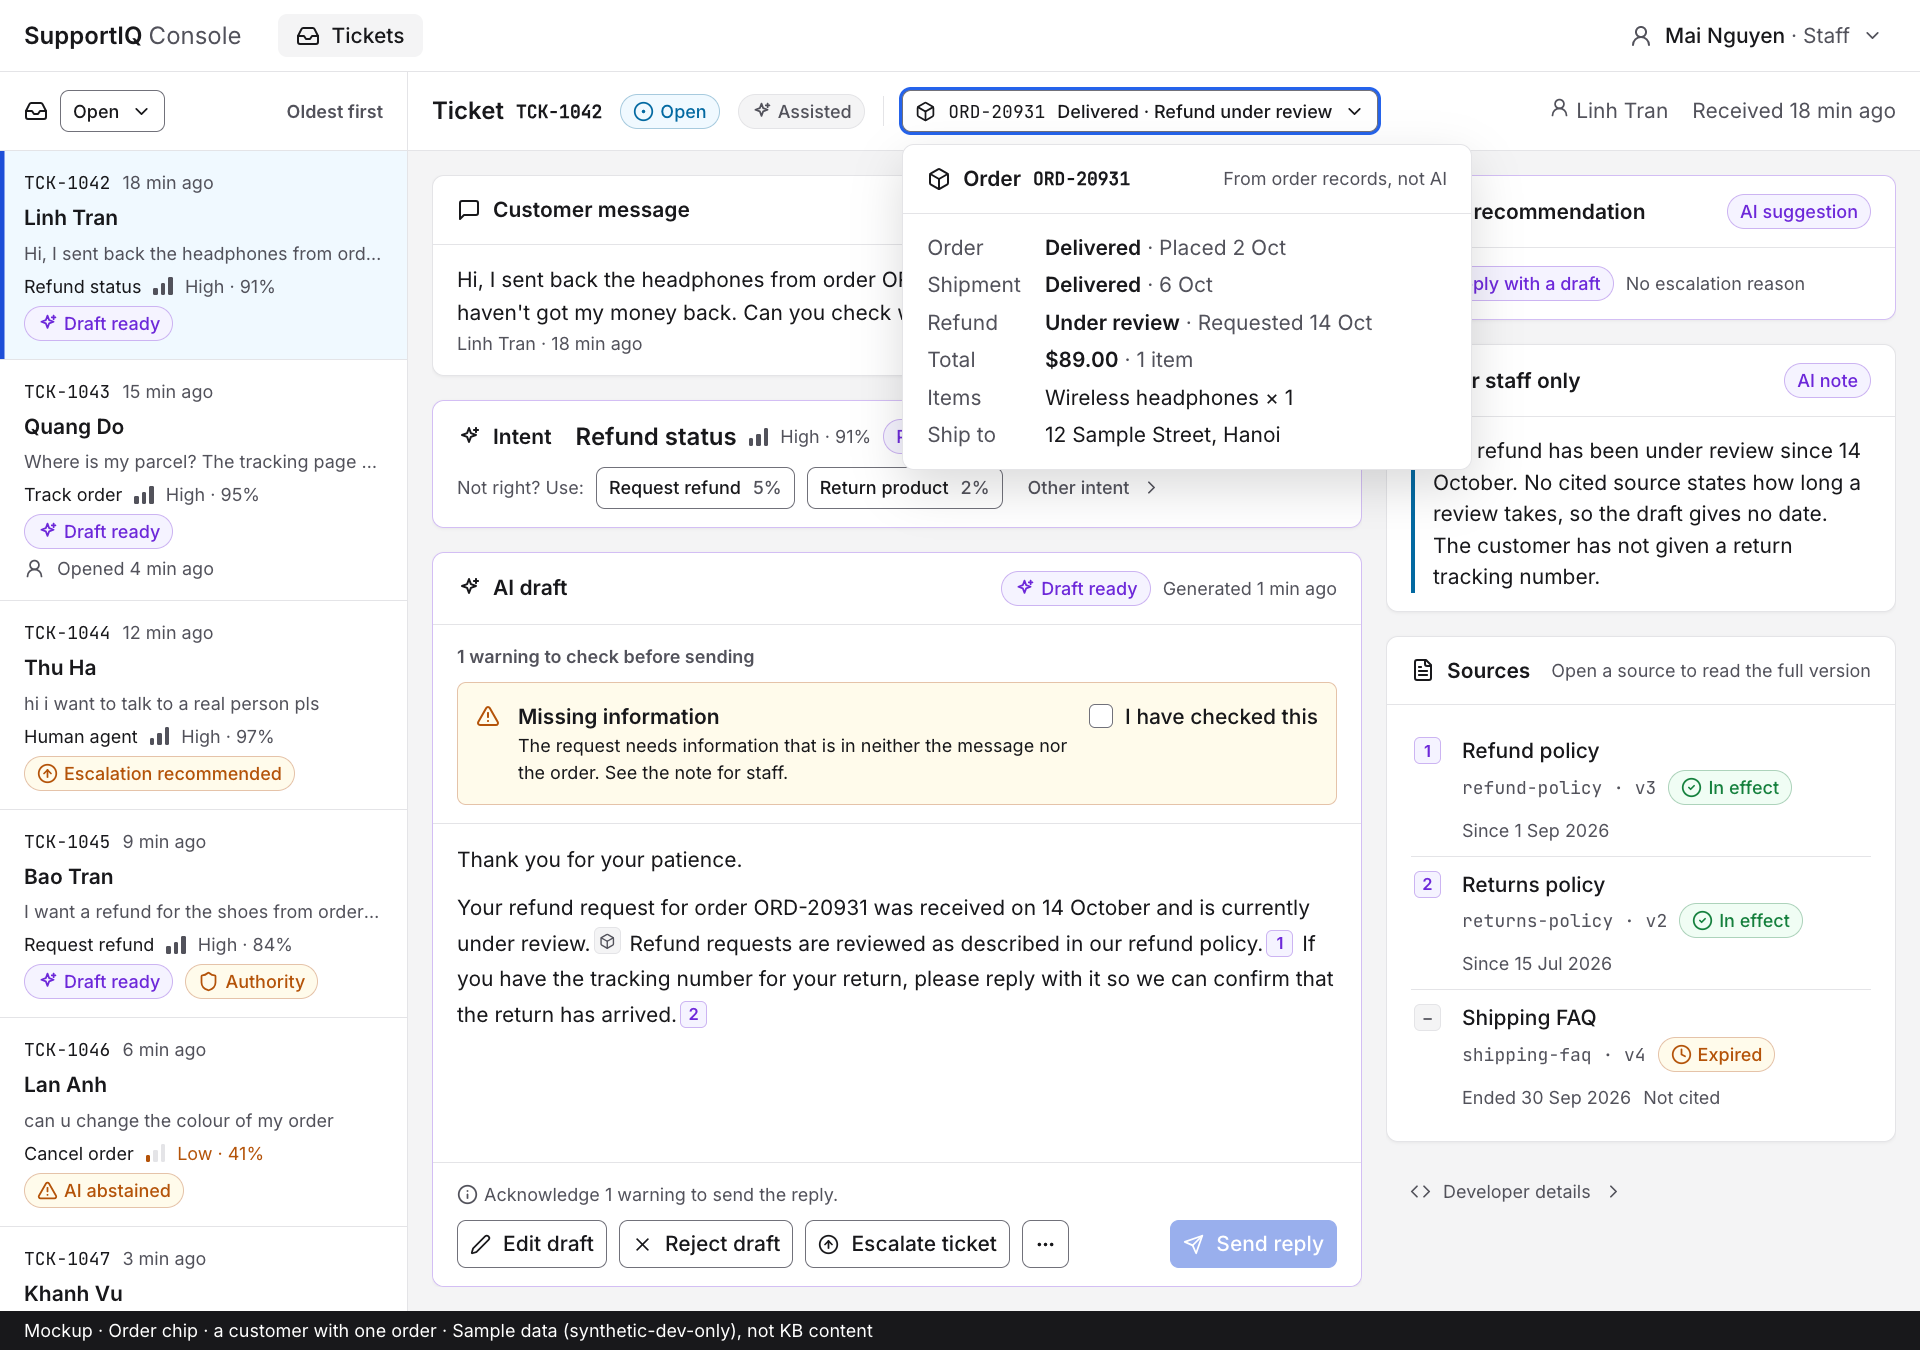 SupportIQ Console
Tickets
Mai Nguyen · Staff
Open
Oldest first
TCK-1042 18 min ago
Linh Tran
Hi, I sent back the headphones from ord...
Refund status High · 91%
Draft ready
TCK-1043 15 min ago
Quang Do
Where is my parcel? The tracking page ...
Track order High · 95%
Draft ready
Opened 4 min ago
TCK-1044 12 min ago
Thu Ha
hi i want to talk to a real person pls
Human agent High · 97%
Escalation recommended
TCK-1045 9 min ago
Bao Tran
I want a refund for the shoes from order...
Request refund High · 84%
Draft ready Authority
TCK-1046 6 min ago
Lan Anh
can u change the colour of my order
Cancel order Low · 41%
AI abstained
TCK-1047 3 min ago
Khanh Vu
Ticket TCK-1042 Open Assisted
ORD-20931 Delivered · Refund under review
Linh Tran Received 18 min ago
Order ORD-20931 From order records, not AI
Order Delivered · Placed 2 Oct
Shipment Delivered · 6 Oct
Refund Under review · Requested 14 Oct
Total $89.00 · 1 item
Items Wireless headphones × 1
Ship to 12 Sample Street, Hanoi
Customer message
Hi, I sent back the headphones from order
haven't got my money back. Can you check
Linh Tran · 18 min ago
Intent Refund status High · 91%
Not right? Use: Request refund 5% Return product 2% Other intent
AI draft Draft ready Generated 1 min ago
1 warning to check before sending
Missing information I have checked this
The request needs information that is in neither the message nor
the order. See the note for staff.
Thank you for your patience.
Your refund request for order ORD-20931 was received on 14 October and is currently
under review. Refund requests are reviewed as described in our refund policy. 1 If
you have the tracking number for your return, please reply with it so we can confirm that
the return has arrived. 2
Acknowledge 1 warning to send the reply.
Edit draft Reject draft Escalate ticket ... Send reply
recommendation AI suggestion
with a draft No escalation reason
staff only AI note
refund has been under review since 14
October. No cited source states how long a
review takes, so the draft gives no date.
The customer has not given a return
tracking number.
Sources Open a source to read the full version
1 Refund policy
refund-policy · v3 In effect
Since 1 Sep 2026
2 Returns policy
returns-policy · v2 In effect
Since 15 Jul 2026
– Shipping FAQ
shipping-faq · v4 Expired
Ended 30 Sep 2026 Not cited
Developer details
Mockup · Order chip · a customer with one order · Sample data (synthetic-dev-only), not KB content